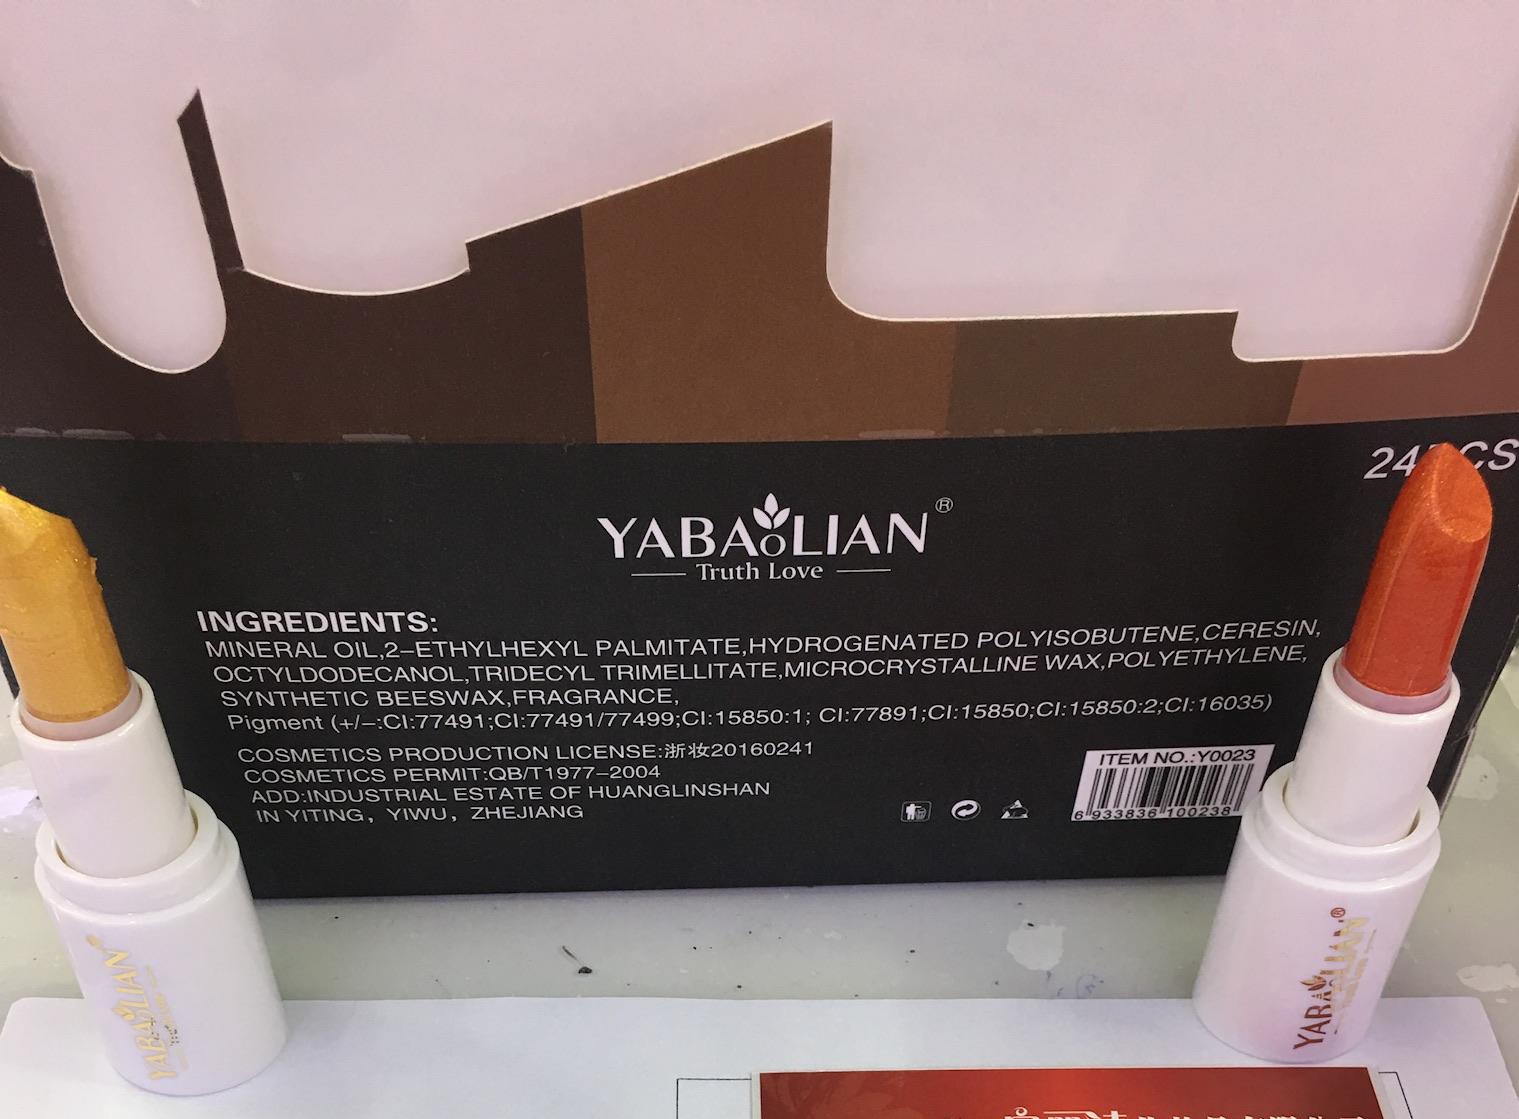 24PCS
YABAoLIAN®
Truth Love
INGREDIENTS:
MINERAL OIL,2-ETHYLHEXYL PALMITATE,HYDROGENATED POLYISOBUTENE,CERESIN,
OCTYLDODECANOL,TRIDECYL TRIMELLITATE,MICROCRYSTALLINE WAX,POLYETHYLENE,
SYNTHETIC BEESWAX,FRAGRANCE,
Pigment (+/-:CI:77491;CI:77491/77499;CI:15850:1; CI:77891;CI:15850;CI:15850:2;CI:16035)
COSMETICS PRODUCTION LICENSE:浙妆20160241
COSMETICS PERMIT:QB/T1977-2004
ADD:INDUSTRIAL ESTATE OF HUANGLINSHAN
IN YITING, YIWU, ZHEJIANG
ITEM NO.:Y0023
6 933836 100238
YABAoLIAN®
YABAoLIAN®